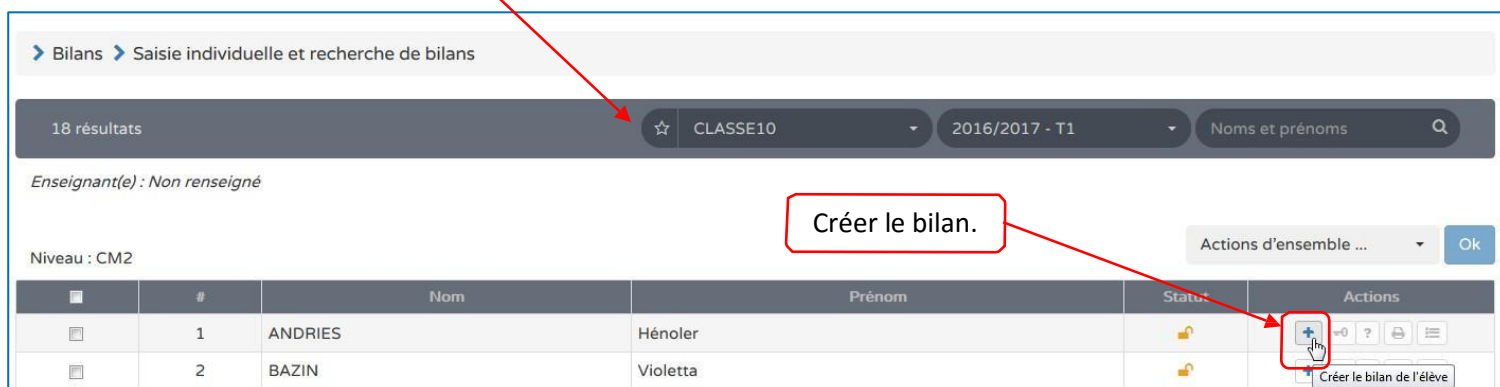 Bilans Saisie individuelle et recherche de bilans
18 résultats CLASSE10 2016/2017 - T1 Noms et prénoms
Enseignant(e) : Non renseigné
Créer le bilan.
Actions d'ensemble ... Ok
Niveau : CM2
# Nom Prénom Statut Actions
1 ANDRIES Hénoler ?
2 BAZIN Violetta
Créer le bilan de l'élève